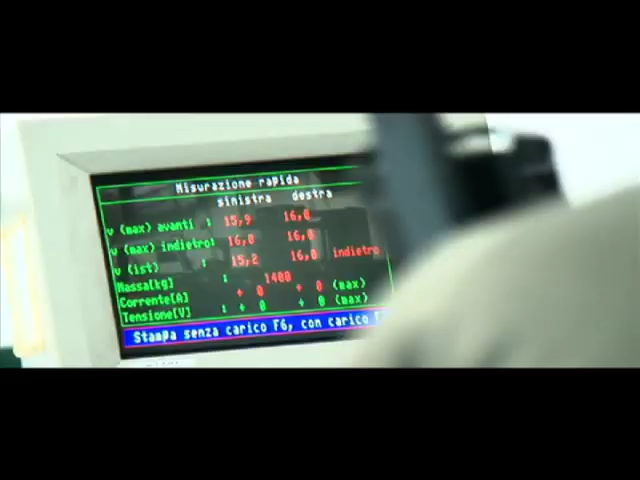 Misurazione rapida
sinistra destra
v (max) avanti : 15,9 16,0
v (max) indietro: 16,0 16,0
v (ist) : 15,2 16,0 indietro
Massa[kg] : 1400
Corrente[A] + 0 + 0 (max)
Tensione[V] : + 0 + 0 (max)
Stampa senza carico F6, con carico